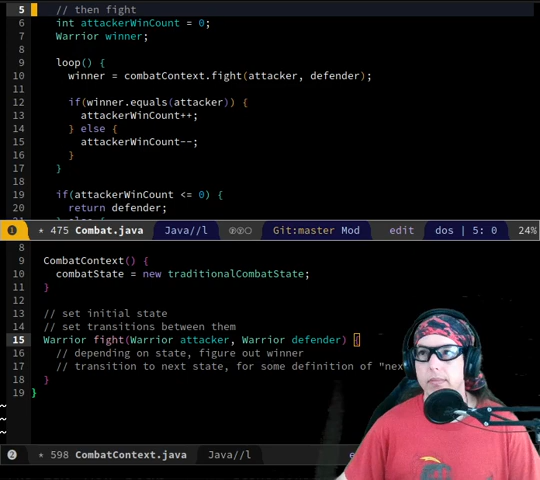 5 // then fight
6 int attackerWinCount = 0;
7 Warrior winner;
8
9 loop() {
10 winner = combatContext.fight(attacker, defender);
11
12 if(winner.equals(attacker)) {
13 attackerWinCount++;
14 } else {
15 attackerWinCount--;
16 }
17 }
18
19 if(attackerWinCount <= 0) {
20 return defender;
21 } else {
1 * 475 Combat.java Java//l Git:master Mod edit dos | 5: 0 24%
8
9 CombatContext() {
10 combatState = new traditionalCombatState;
11 }
12
13 // set initial state
14 // set transitions between them
15 Warrior fight(Warrior attacker, Warrior defender) {
16 // depending on state, figure out winner
17 // transition to next state, for some definition of "nex
18 }
19 }
~
~
~
2 * 598 CombatContext.java Java//l